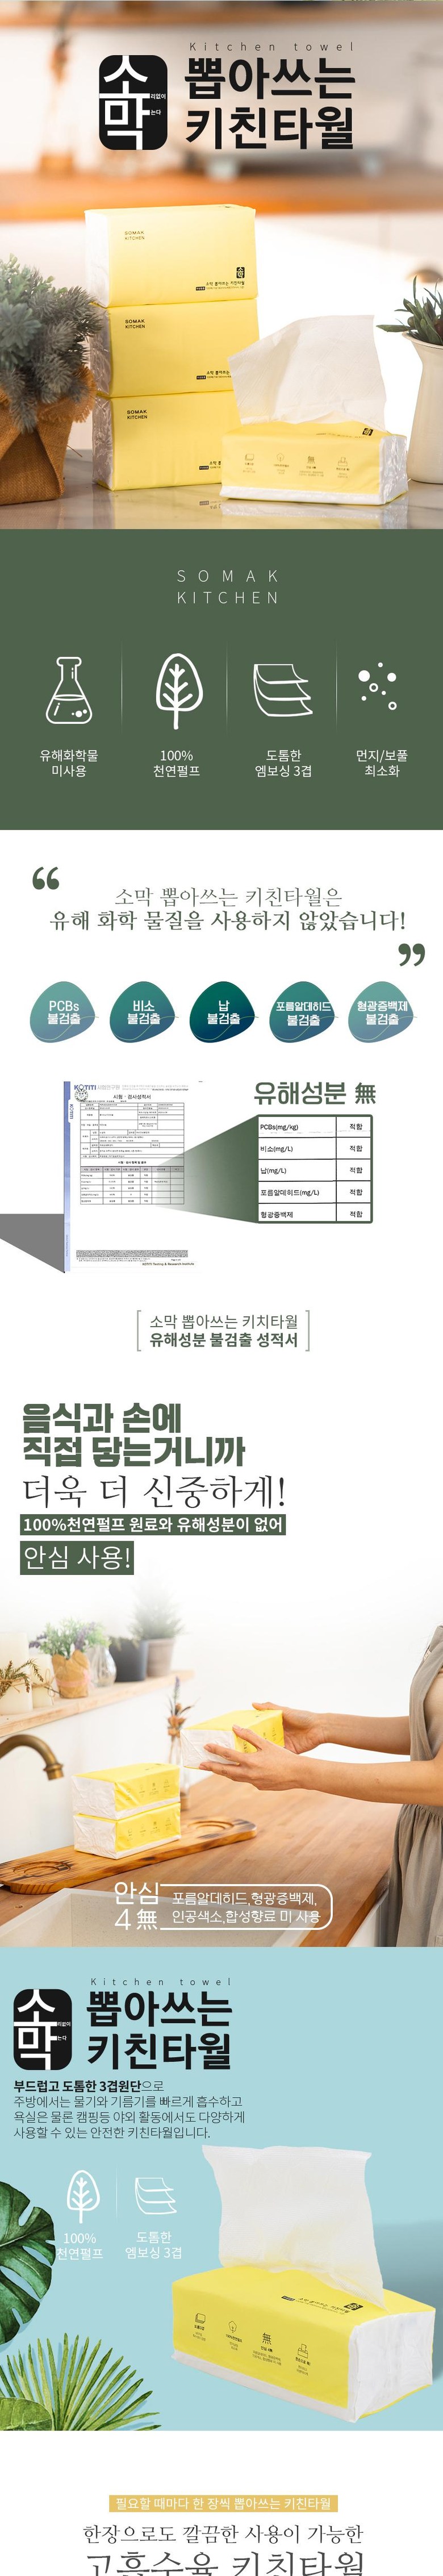 Kitchen towel
소리없이
막는다
뽑아쓰는
키친타월
SOMAK
KITCHEN
SOMAK
KITCHEN
SOMAK
KITCHEN
SOMAK
KITCHEN
유해화학물
미사용
100%
천연펄프
도톰한
엠보싱 3겹
먼지/보풀
최소화
“
소막 뽑아쓰는 키친타월은
유해 화학 물질을 사용하지 않았습니다!
”
PCBs
불검출
비소
불검출
납
불검출
포름알데히드
불검출
형광증백제
불검출
KOTITI
시험 · 검사성적서
KOTITI Testing & Research Institute
유해성분 無
PCBs(mg/kg) 적합
비소(mg/L) 적합
납(mg/L) 적합
포름알데히드(mg/L) 적합
형광증백제 적합
소막 뽑아쓰는 키치타월
유해성분 불검출 성적서
음식과 손에
직접 닿는거니까
더욱 더 신중하게!
100%천연펄프 원료와 유해성분이 없어
안심 사용!
안심
4 無
포름알데히드,형광증백제,
인공색소,합성향료 미 사용
Kitchen towel
소리없이
막는다
뽑아쓰는
키친타월
부드럽고 도톰한 3겹원단으로
주방에서는 물기와 기름기를 빠르게 흡수하고
욕실은 물론 캠핑등 야외 활동에서도 다양하게
사용할 수 있는 안전한 키친타월입니다.
100%
천연펄프
도톰한
엠보싱 3겹
필요할 때마다 한 장씩 뽑아쓰는 키친타월
한장으로도 깔끔한 사용이 가능한
고흡수율 키친타월